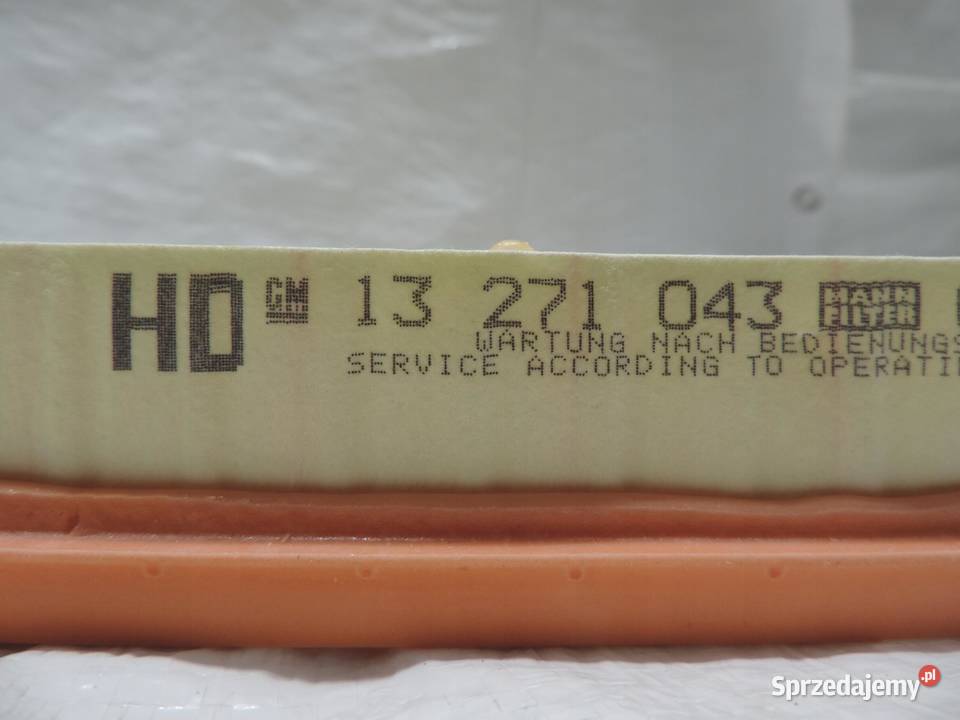 HD GM 13 271 043 MANN FILTER
WARTUNG NACH BEDIENUNGS
SERVICE ACCORDING TO OPERATI
Sprzedajemy.pl